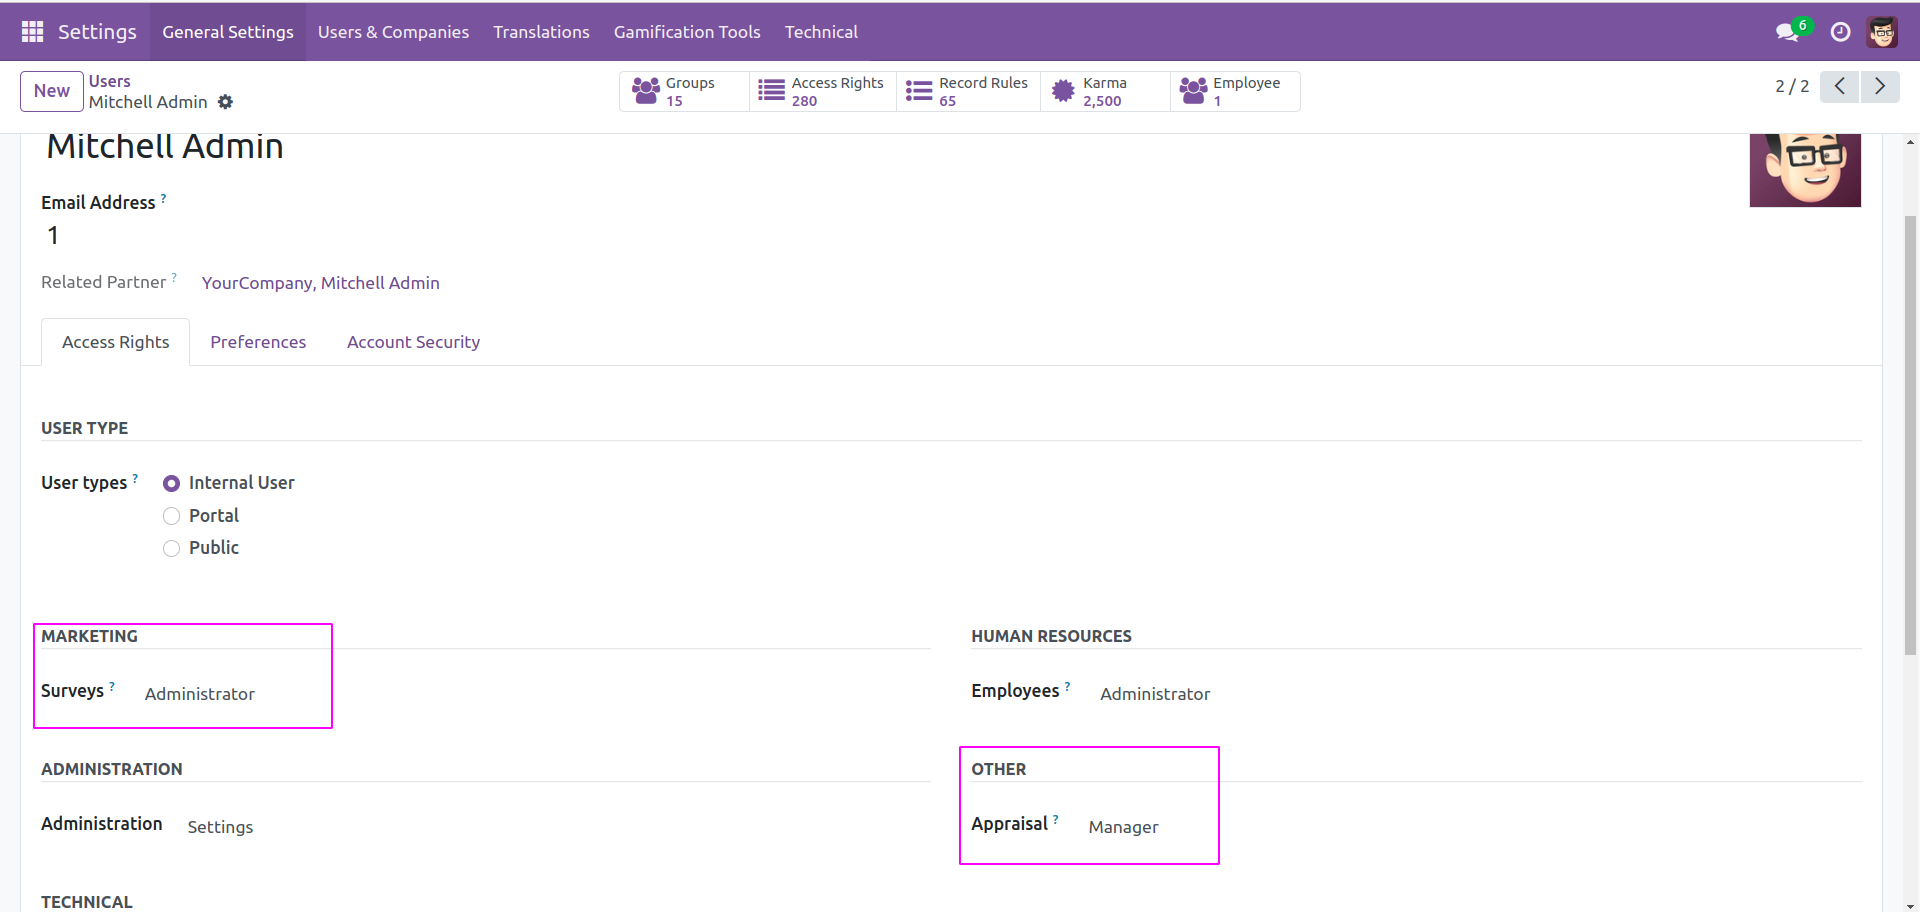 Settings General Settings Users & Companies Translations Gamification Tools Technical 6
New Users Mitchell Admin
Groups 15 Access Rights 280 Record Rules 65 Karma 2,500 Employee 1 2 / 2
Mitchell Admin
Email Address ?
1
Related Partner ? YourCompany, Mitchell Admin
Access Rights Preferences Account Security
USER TYPE
User types ? Internal User
Portal
Public
MARKETING HUMAN RESOURCES
Surveys ? Administrator Employees ? Administrator
ADMINISTRATION OTHER
Administration Settings Appraisal ? Manager
TECHNICAL